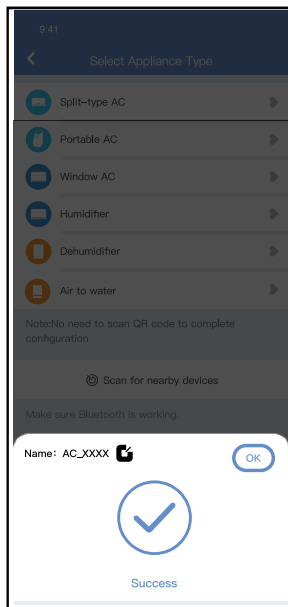 9:41
Select Appliance Type
Split-type AC
Portable AC
Window AC
Humidifier
Dehumidifier
Air to water
Note:No need to scan QR code to complete
configuration
Scan for nearby devices
Make sure Bluetooth is working.
Name: AC_XXXX
OK
Success